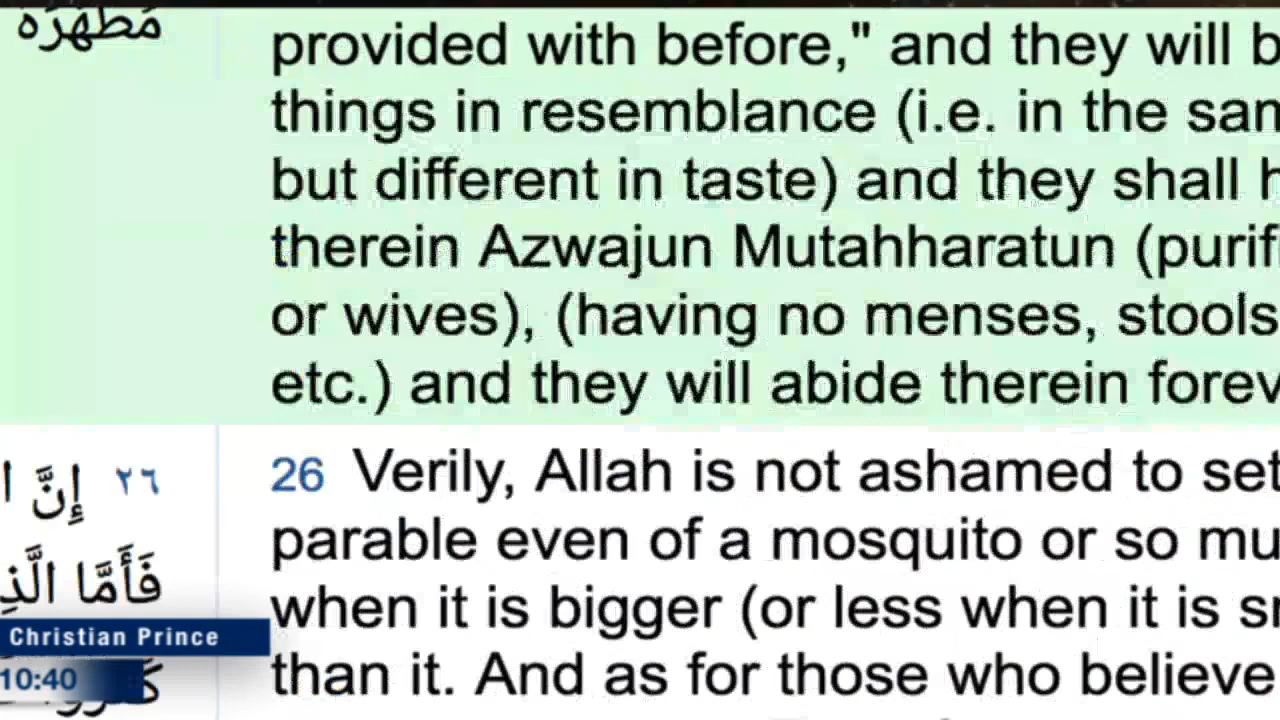 مُّطَهَّرَةٌ
provided with before," and they will b
things in resemblance (i.e. in the sam
but different in taste) and they shall h
therein Azwajun Mutahharatun (purif
or wives), (having no menses, stools
etc.) and they will abide therein forev
26 Verily, Allah is not ashamed to set
parable even of a mosquito or so mu
when it is bigger (or less when it is sm
than it. And as for those who believe
٢٦ إِنَّ
فَأَمَّا الَّذِ
Christian Prince
10:40